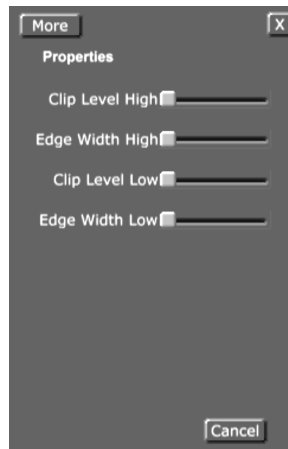 More
X
Properties
Clip Level High
Edge Width High
Clip Level Low
Edge Width Low
Cancel